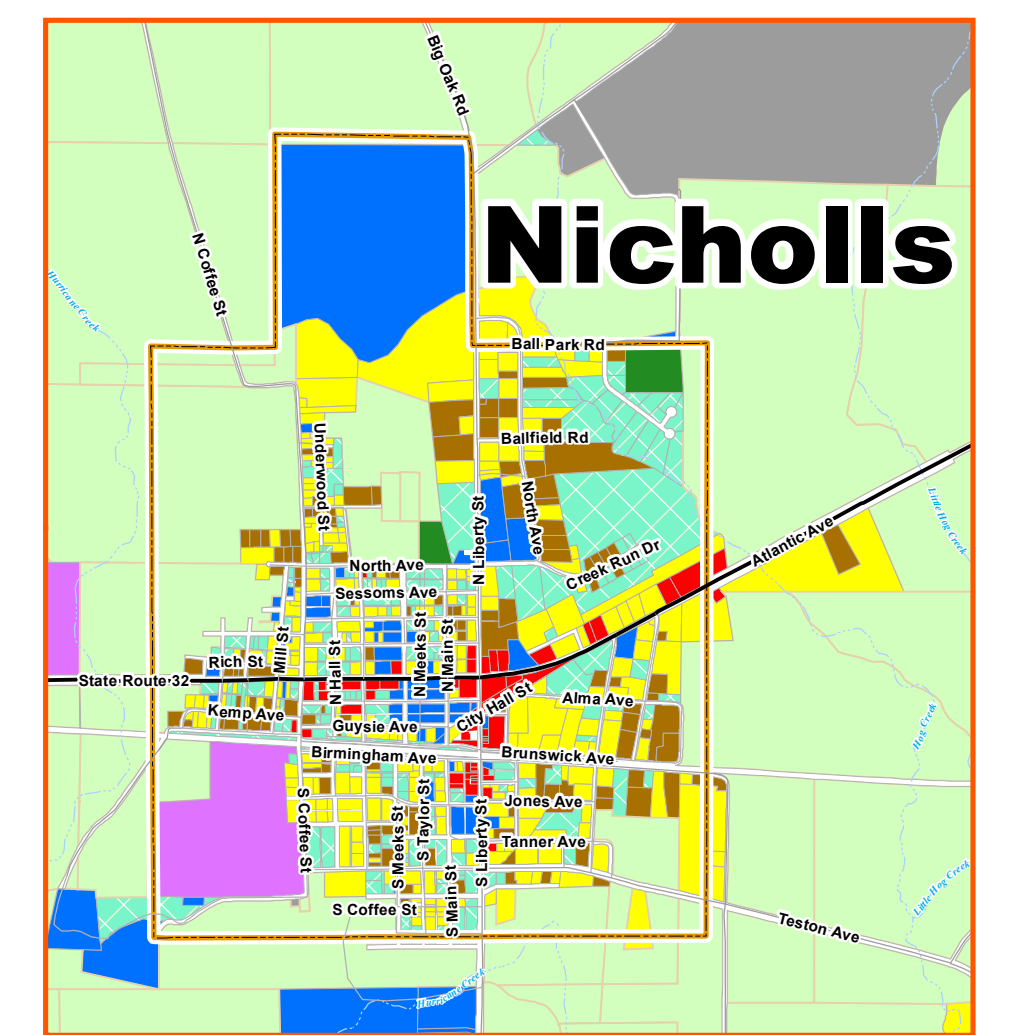 Big Oak Rd
Nicholls
N Coffee St
Hurricane Creek
Ball Park Rd
Underwood St
Ballfield Rd
N Liberty St
North Ave
Little Hog Creek
Atlantic Ave
Creek Run Dr
North Ave
Sessoms Ave
Mill St
N Hall St
N Meeks St
N Main St
Rich St
State Route 32
Kemp Ave
Guysie Ave
City Hall St
Alma Ave
Hog Creek
Birmingham Ave
Brunswick Ave
S Coffee St
S Meeks St
S Taylor St
S Liberty St
Jones Ave
Tanner Ave
S Main St
Little Hog Creek
S Coffee St
Teston Ave
Hurricane Creek